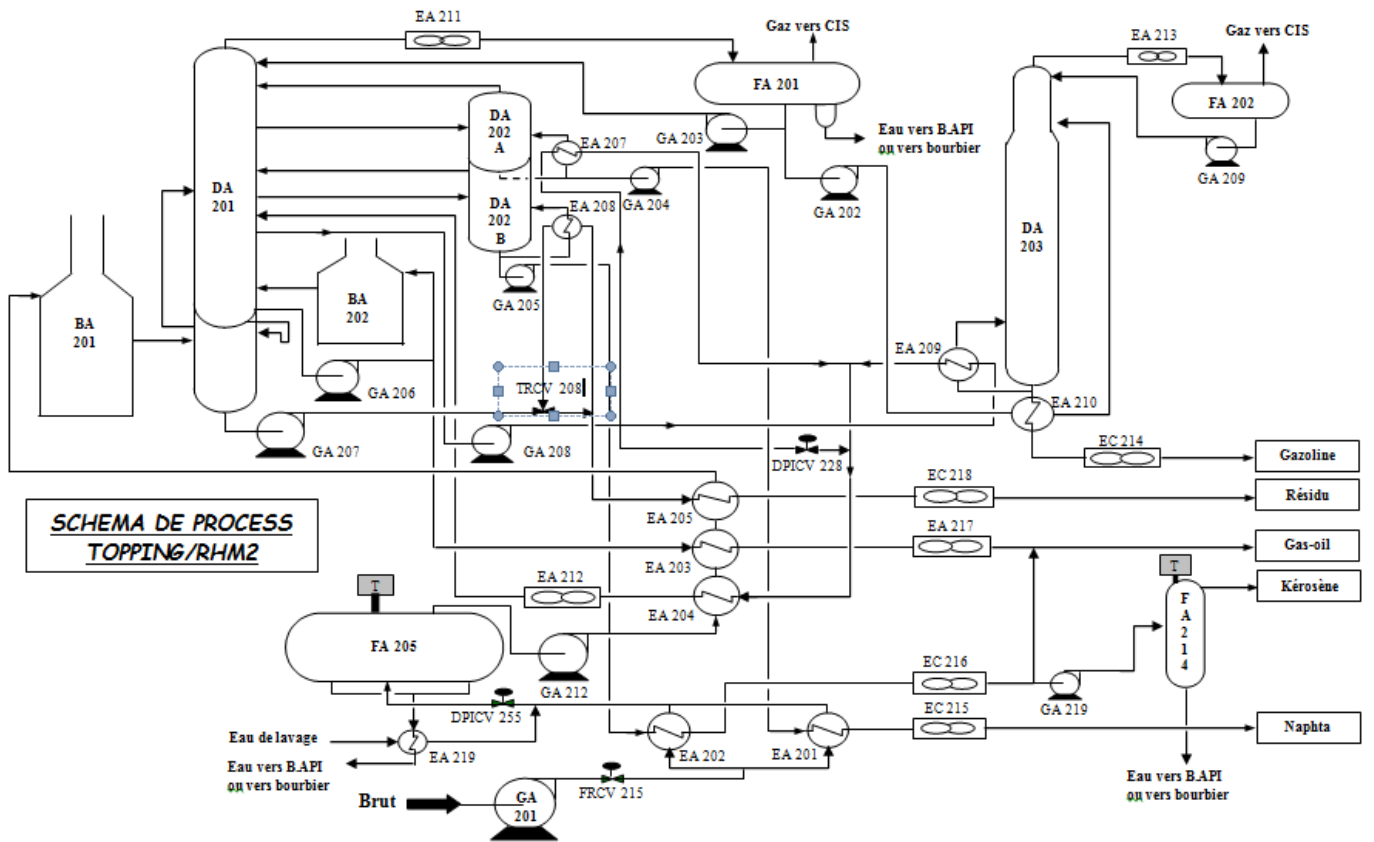 EA 211
Gaz vers CIS
EA 213
Gaz vers CIS
FA 201
FA 202
DA
202
A
EA 207
GA 203
Eau vers B.API
ou vers bourbier
GA 209
DA
201
DA
202
B
EA 208
GA 204
GA 202
DA
203
BA
201
BA
202
GA 205
EA 209
GA 206
TRCV 208
EA 210
GA 207
GA 208
DPICV 228
EC 214
Gazoline
EC 218
Résidu
EA 205
SCHEMA DE PROCESS
TOPPING/RHM2
EA 217
Gas-oil
EA 203
T
T
EA 212
Kérosène
EA 204
F
A
2
1
4
FA 205
GA 212
EC 216
GA 219
DPICV 255
EC 215
Naphta
Eau de lavage
EA 219
EA 202
EA 201
Eau vers B.API
ou vers bourbier
Eau vers B.API
ou vers bourbier
FRCV 215
Brut
GA
201